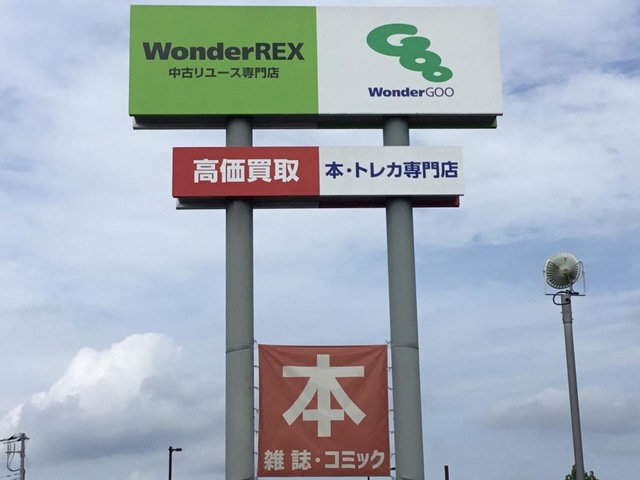 WonderREX
中古リユース専門店
Goo
WonderGOO
高価買取
本・トレカ専門店
本
雑誌・コミック